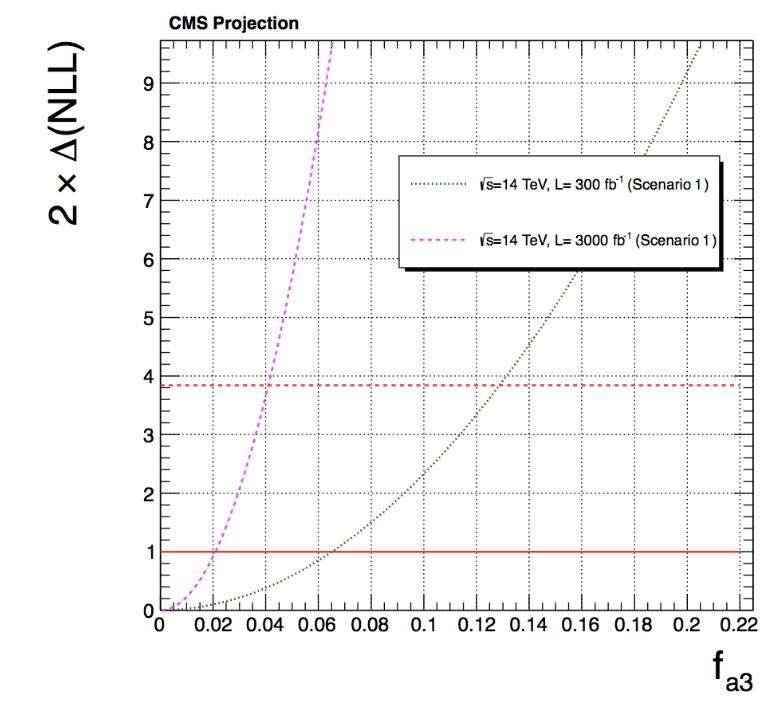 CMS Projection
2 × Δ(NLL)
9
8
7
6
5
4
3
2
1
0
√s=14 TeV, L= 300 fb⁻¹ (Scenario 1)
√s=14 TeV, L= 3000 fb⁻¹ (Scenario 1)
0 0.02 0.04 0.06 0.08 0.1 0.12 0.14 0.16 0.18 0.2 0.22
fa3